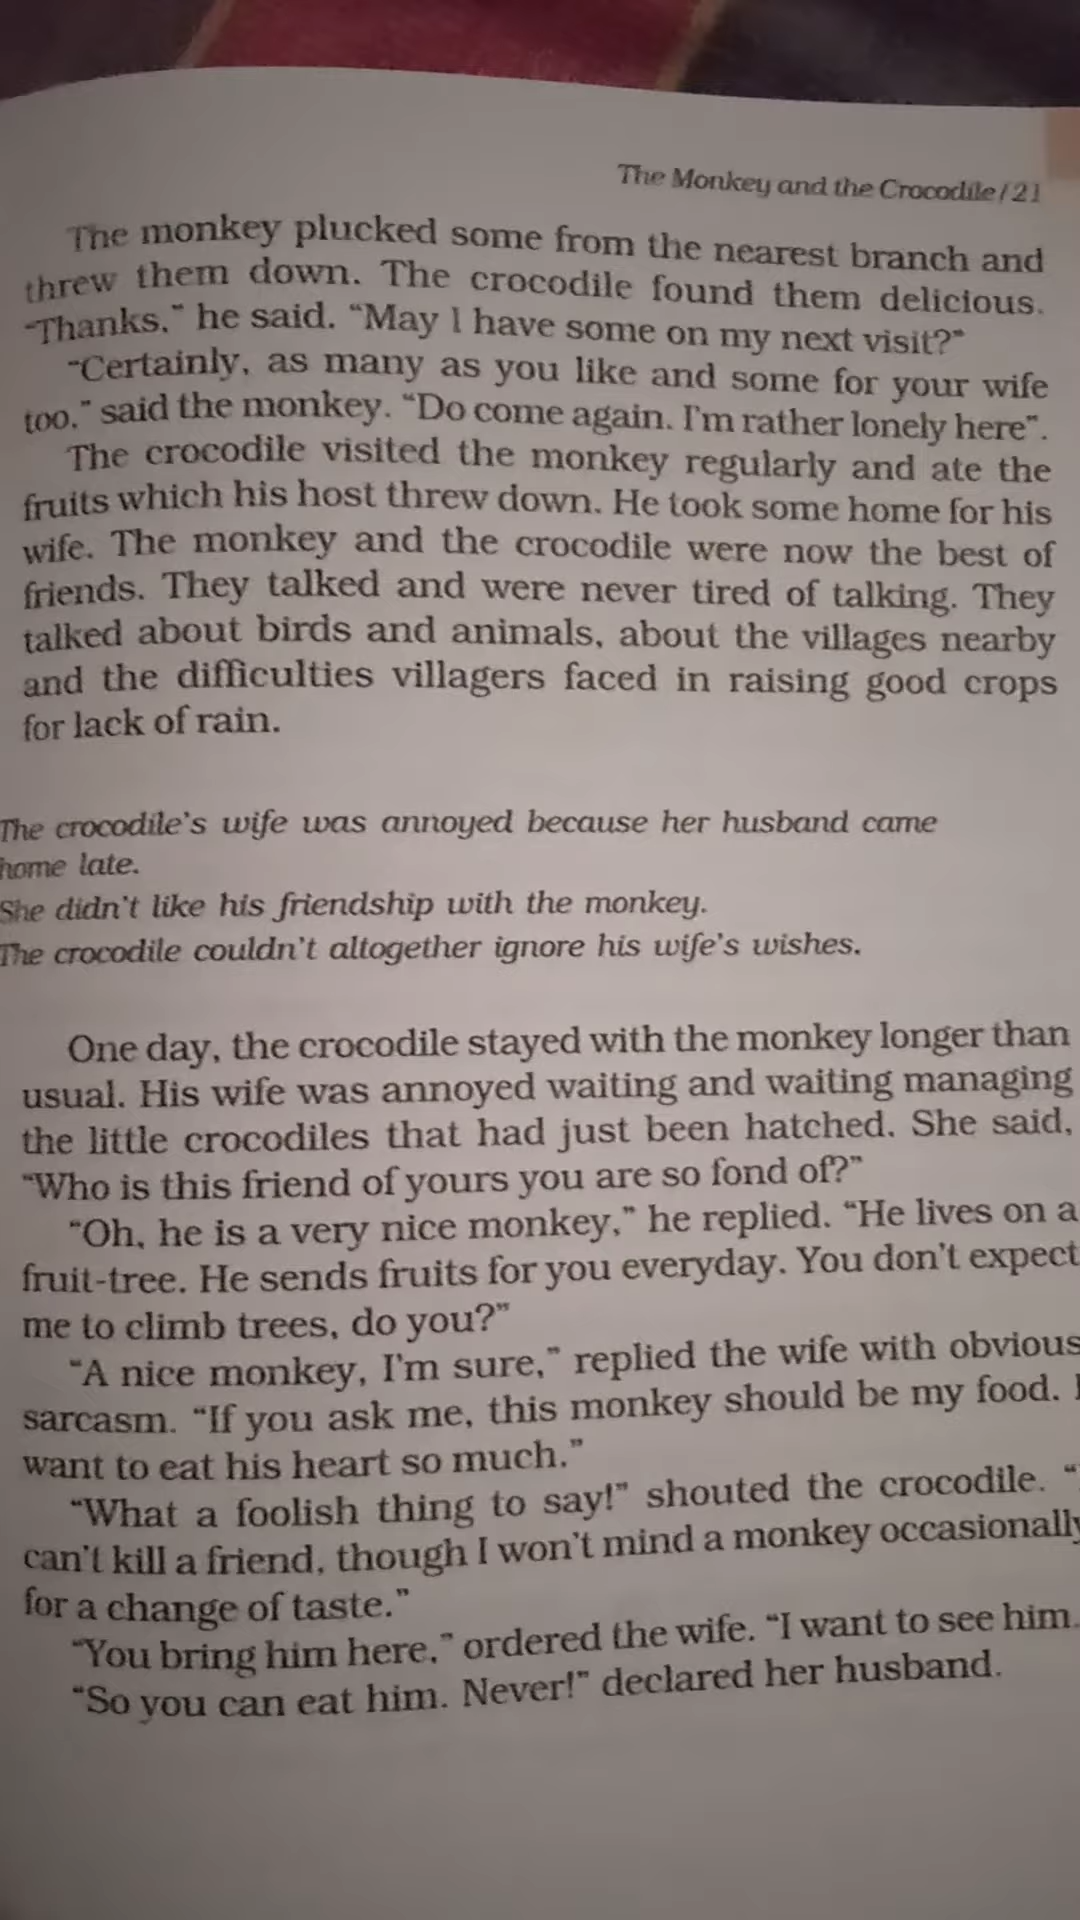 The Monkey and the Crocodile/21
The monkey plucked some from the nearest branch and
threw them down. The crocodile found them delicious.
“Thanks,” he said. “May I have some on my next visit?”
“Certainly, as many as you like and some for your wife
too,” said the monkey. “Do come again. I'm rather lonely here”.
The crocodile visited the monkey regularly and ate the
fruits which his host threw down. He took some home for his
wife. The monkey and the crocodile were now the best of
friends. They talked and were never tired of talking. They
talked about birds and animals, about the villages nearby
and the difficulties villagers faced in raising good crops
for lack of rain.
The crocodile's wife was annoyed because her husband came
home late.
She didn't like his friendship with the monkey.
The crocodile couldn't altogether ignore his wife's wishes.
One day, the crocodile stayed with the monkey longer than
usual. His wife was annoyed waiting and waiting managing
the little crocodiles that had just been hatched. She said,
“Who is this friend of yours you are so fond of?”
“Oh, he is a very nice monkey,” he replied. “He lives on a
fruit-tree. He sends fruits for you everyday. You don't expect
me to climb trees, do you?”
“A nice monkey, I'm sure,” replied the wife with obvious
sarcasm. “If you ask me, this monkey should be my food.
want to eat his heart so much.”
“What a foolish thing to say!” shouted the crocodile. “
can't kill a friend, though I won't mind a monkey occasionally
for a change of taste.”
“You bring him here,” ordered the wife. “I want to see him.
“So you can eat him. Never!” declared her husband.